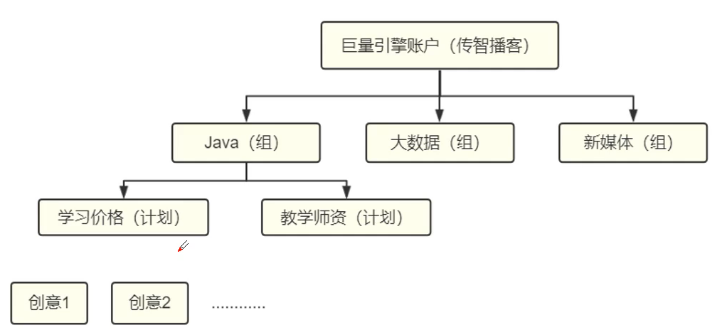 巨量引擎账户（传智播客）
Java（组）
大数据（组）
新媒体（组）
学习价格（计划）
教学师资（计划）
创意1
创意2
............